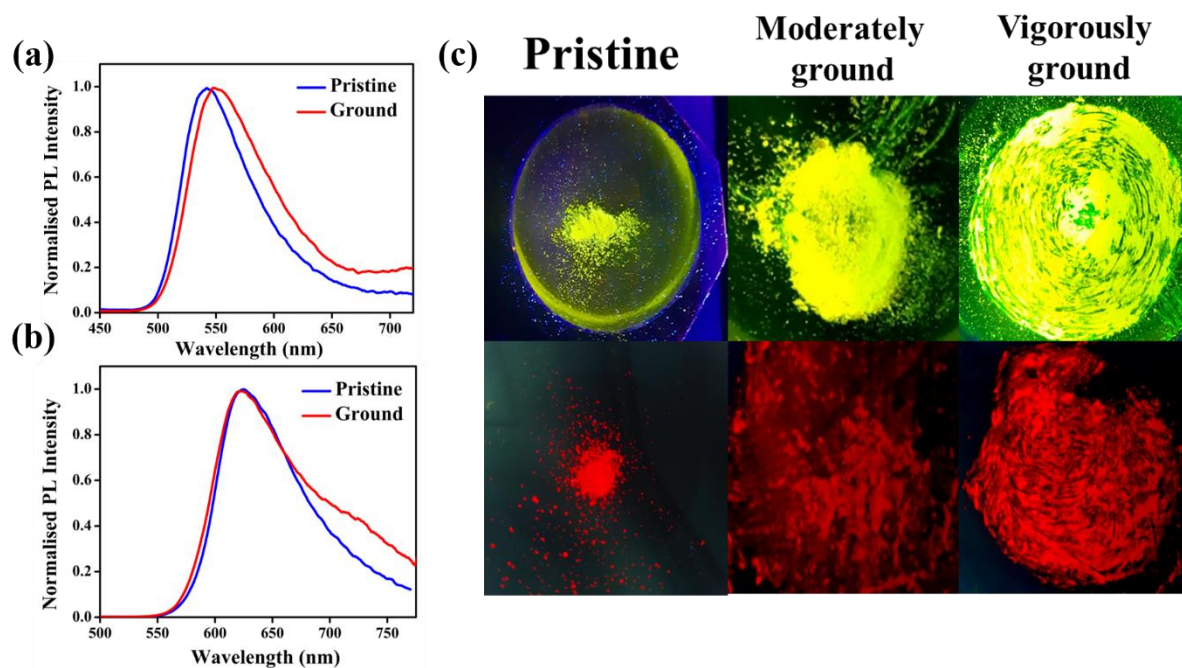 (a)
Normalised PL Intensity
1.0
0.8
0.6
0.4
0.2
0.0
Pristine
Ground
450 500 550 600 650 700
Wavelength (nm)
(b)
Normalised PL Intensity
1.0
0.8
0.6
0.4
0.2
0.0
Pristine
Ground
500 550 600 650 700 750
Wavelength (nm)
(c)
Pristine
Moderately
ground
Vigorously
ground